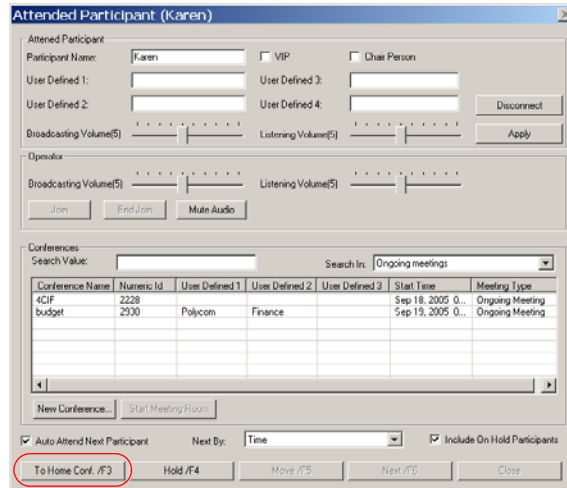 Attended Participant (Karen)
Attened Participant
Participant Name: Karen VIP Chair Person
User Defined 1: User Defined 3:
User Defined 2: User Defined 4: Disconnect
Broadcasting Volume(5) Listening Volume(5) Apply
Operator
Broadcasting Volume(5) Listening Volume(5)
Join End Join Mute Audio
Conferences
Search Value: Search In: Ongoing meetings
Conference Name Numeric Id User Defined 1 User Defined 2 User Defined 3 Start Time Meeting Type
4CIF 2228 Sep 18, 2005 0... Ongoing Meeting
budget 2930 Polycom Finance Sep 19, 2005 0... Ongoing Meeting
New Conference... Start Meeting Room
Auto Attend Next Participant Next By: Time Include On Hold Participants
To Home Conf. /F3 Hold /F4 Move /F5 Next /F6 Close